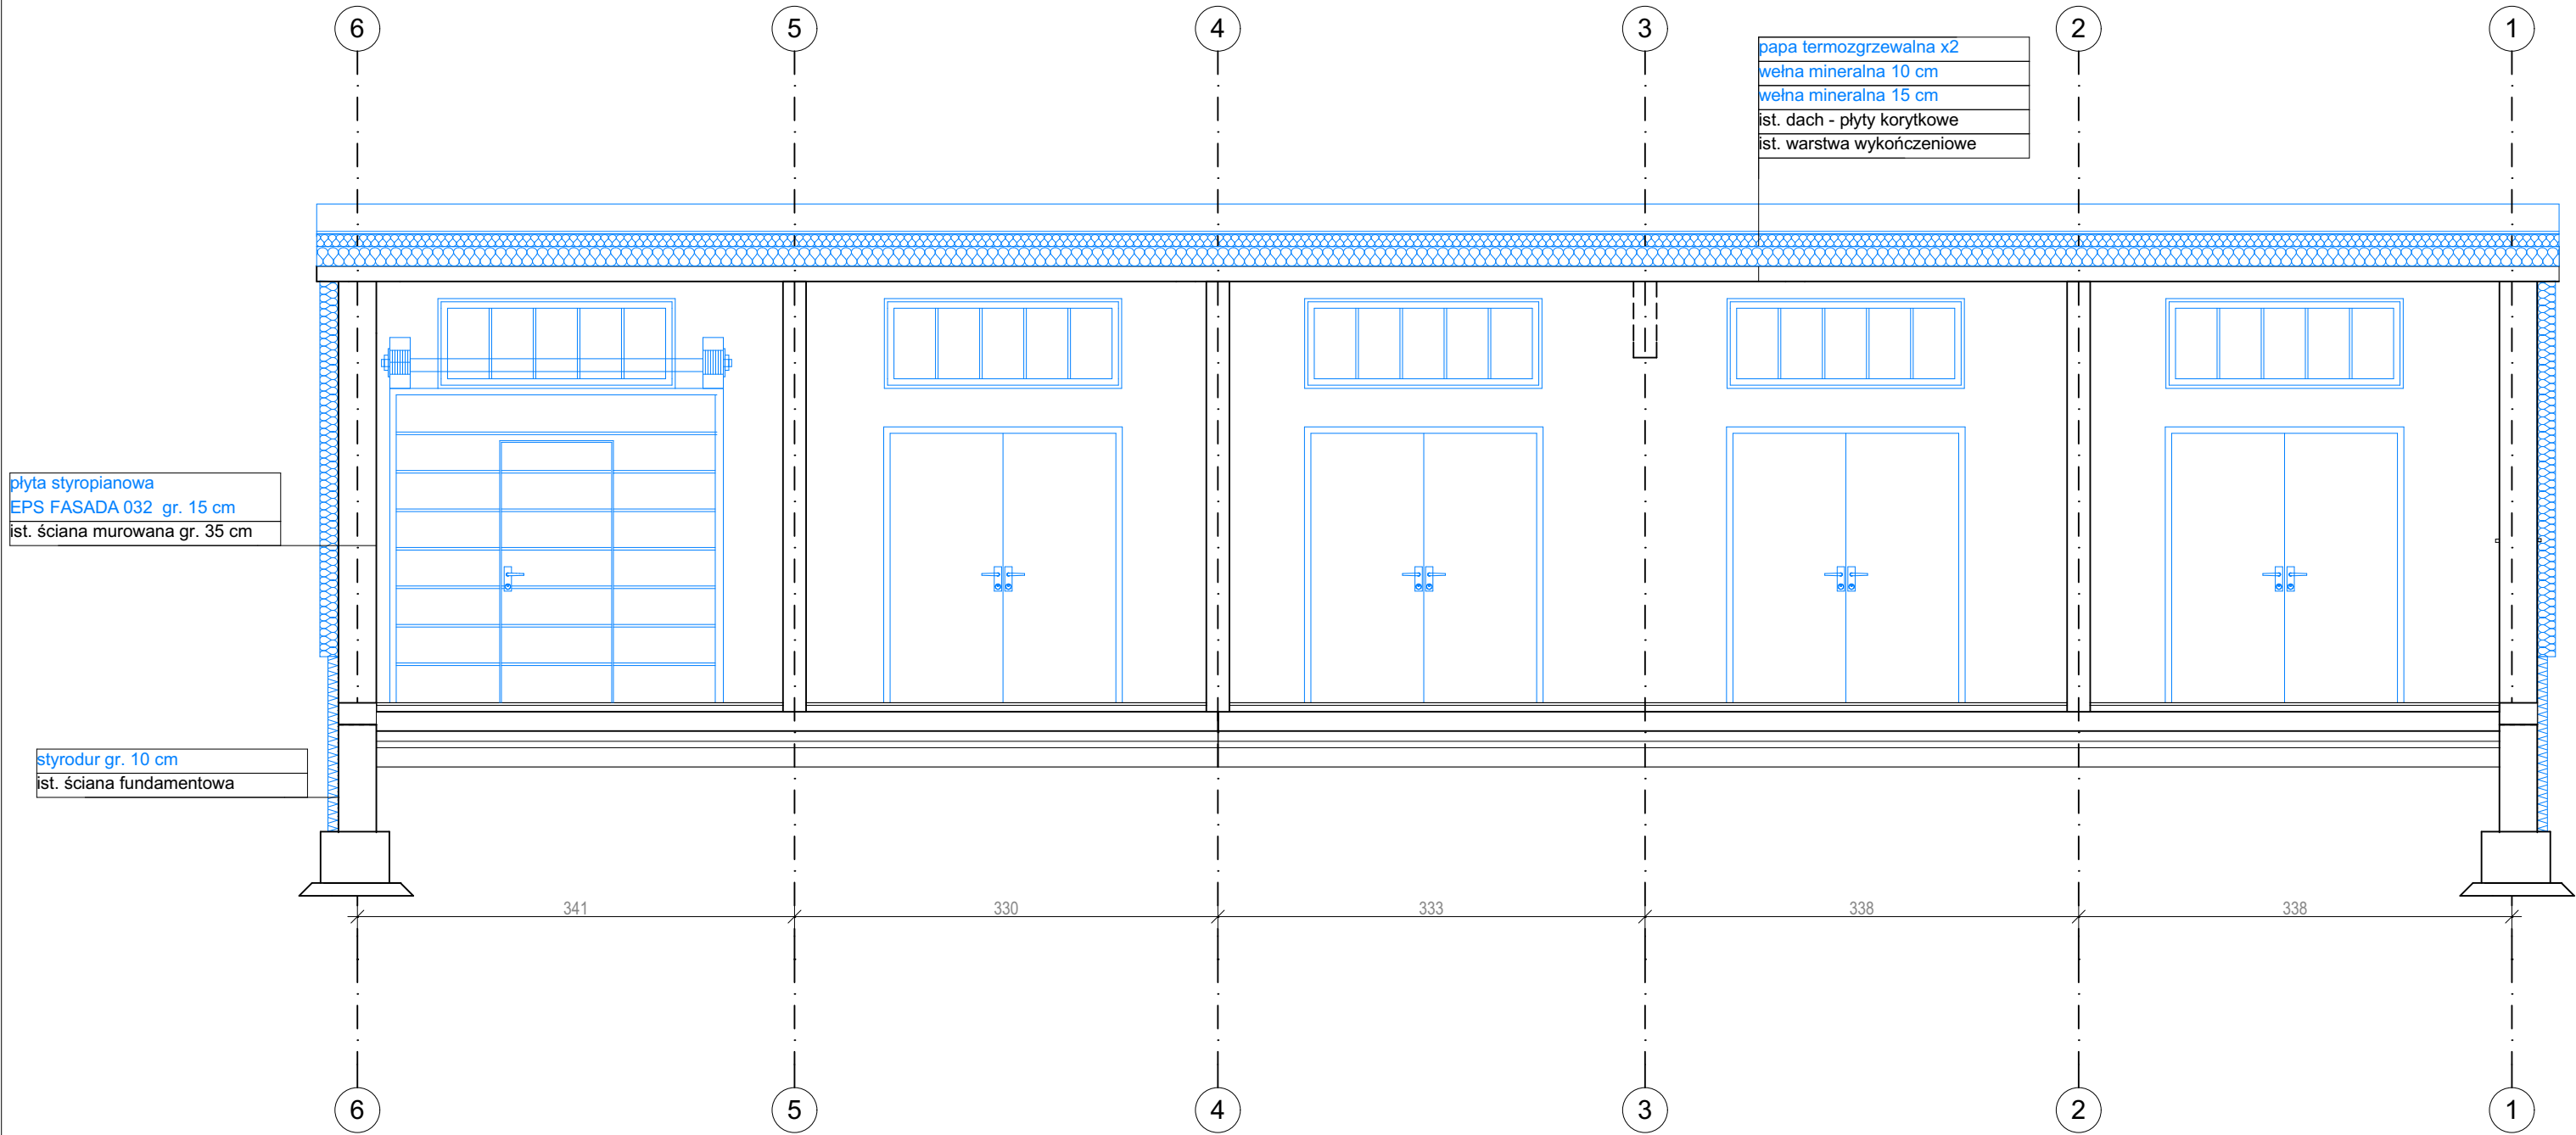 6 5 4 3 2 1
papa termozgrzewalna x2
wełna mineralna 10 cm
wełna mineralna 15 cm
ist. dach - płyty korytkowe
ist. warstwa wykończeniowe
płyta styropianowa
EPS FASADA 032 gr. 15 cm
ist. ściana murowana gr. 35 cm
styrodur gr. 10 cm
ist. ściana fundamentowa
341 330 333 338 338
6 5 4 3 2 1